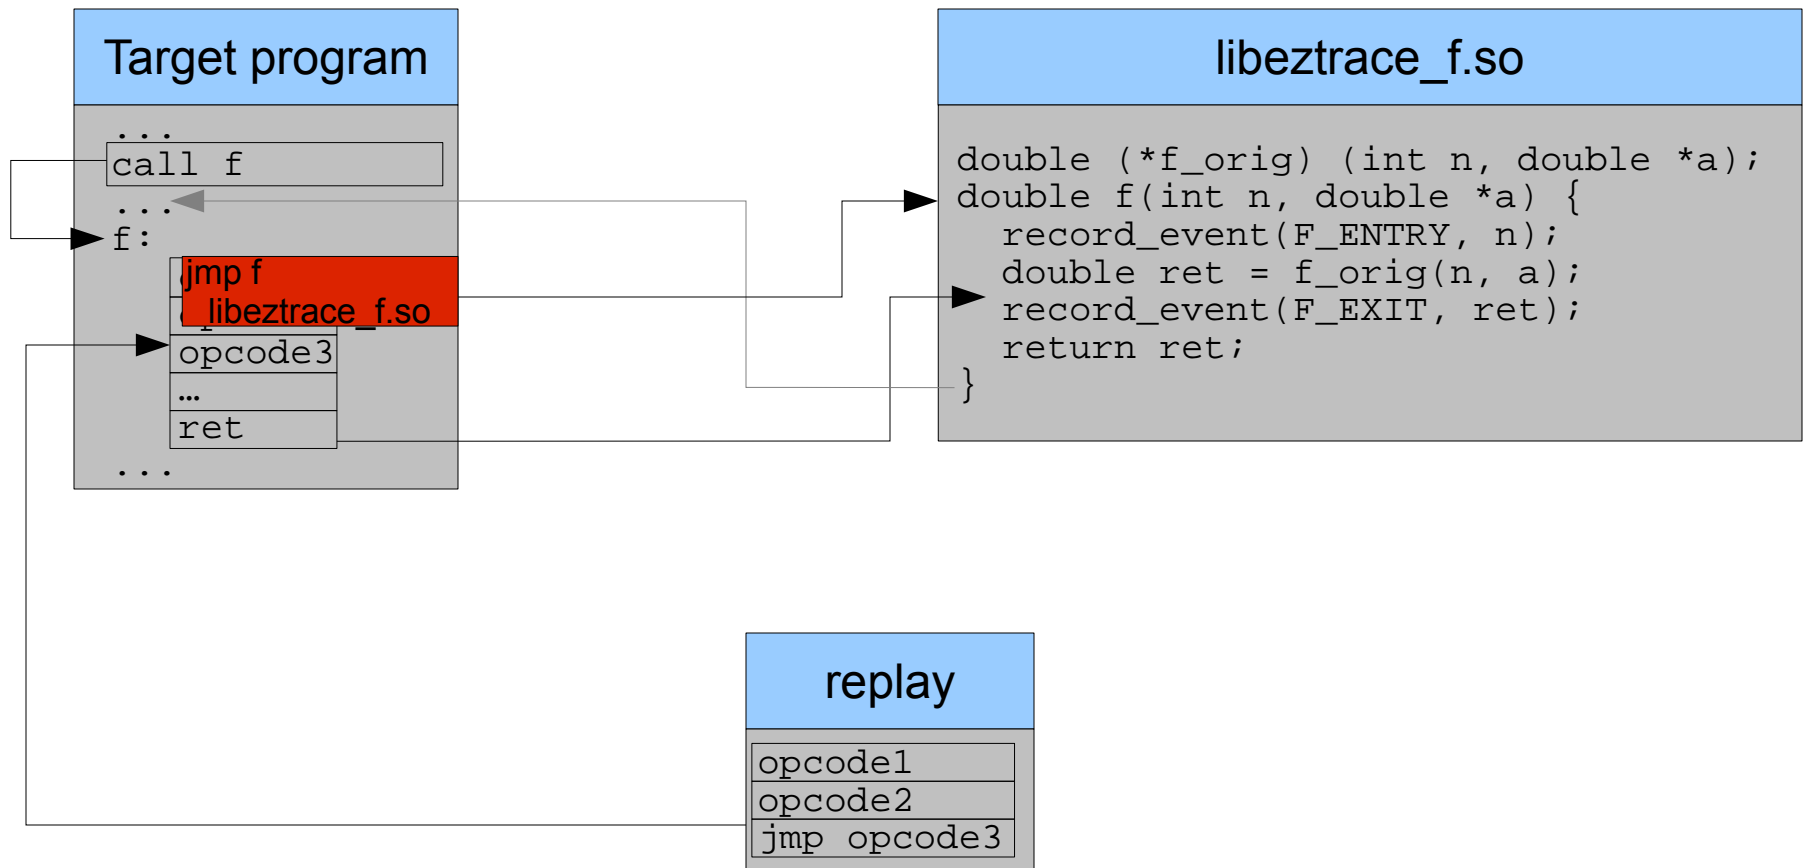 Target program
...
call f
...
f:
jmp f
libeztrace_f.so
opcode3
…
ret
...
libeztrace_f.so
double (*f_orig) (int n, double *a);
double f(int n, double *a) {
record_event(F_ENTRY, n);
double ret = f_orig(n, a);
record_event(F_EXIT, ret);
return ret;
}
replay
opcode1
opcode2
jmp opcode3